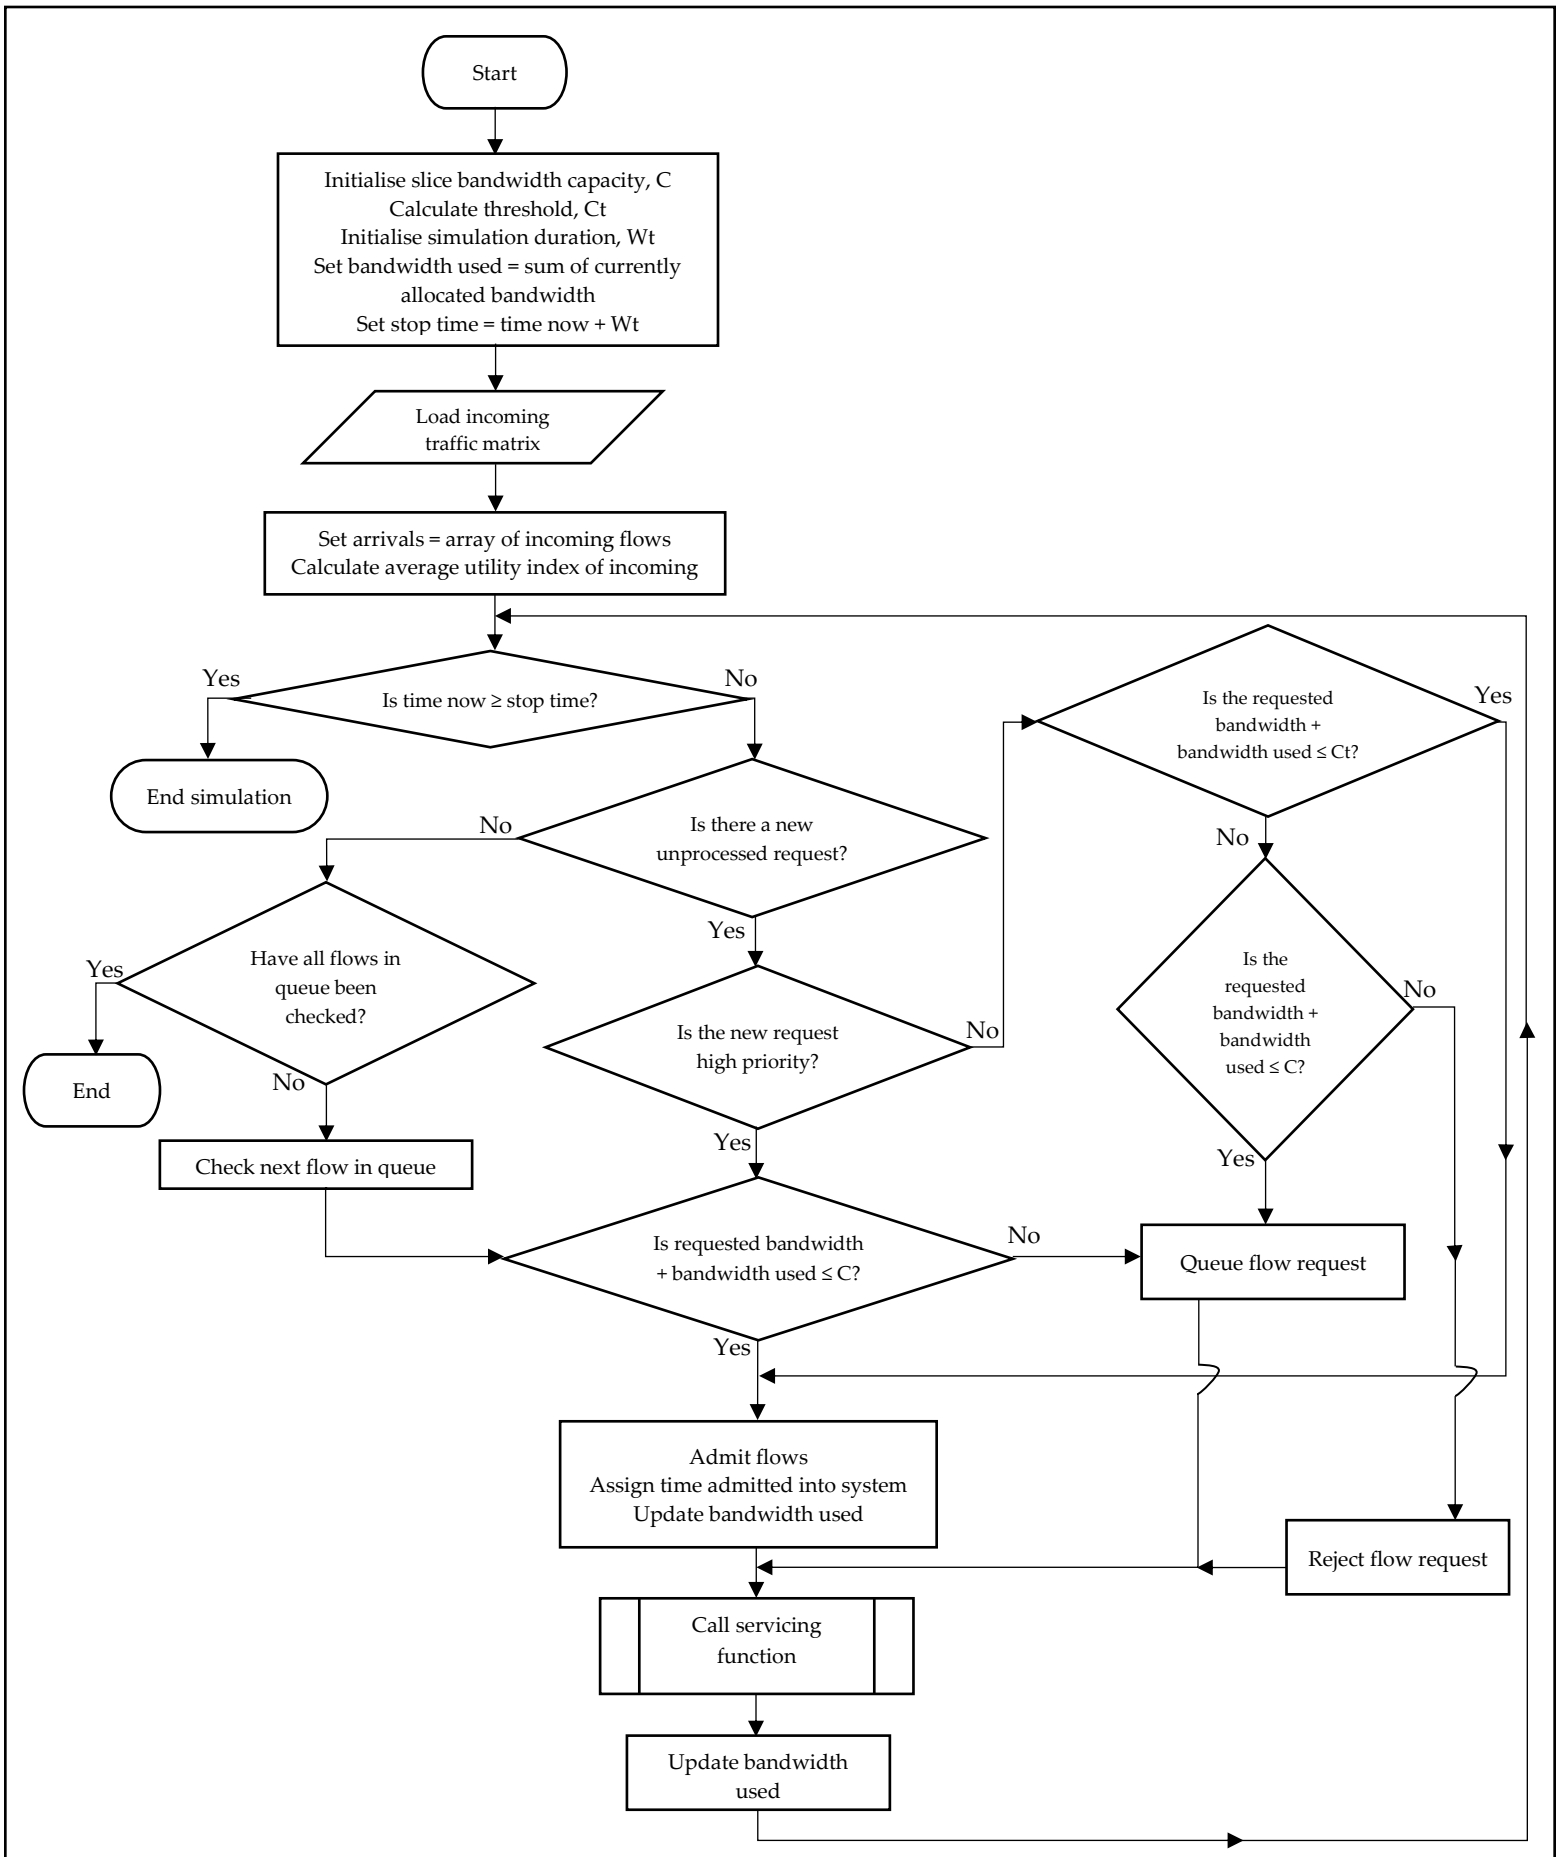 Start
Initialise slice bandwidth capacity, C
Calculate threshold, Ct
Initialise simulation duration, Wt
Set bandwidth used = sum of currently
allocated bandwidth
Set stop time = time now + Wt
Load incoming
traffic matrix
Set arrivals = array of incoming flows
Calculate average utility index of incoming
Yes
Is time now ≥ stop time?
No
End simulation
Is the requested
bandwidth +
bandwidth used ≤ Ct?
Yes
No
No
Is there a new
unprocessed request?
Yes
Have all flows in
queue been
checked?
Yes
No
End
Check next flow in queue
Is the new request
high priority?
No
Yes
Is the
requested
bandwidth +
bandwidth
used ≤ C?
No
Yes
Is requested bandwidth
+ bandwidth used ≤ C?
No
Yes
Queue flow request
Admit flows
Assign time admitted into system
Update bandwidth used
Reject flow request
Call servicing
function
Update bandwidth
used